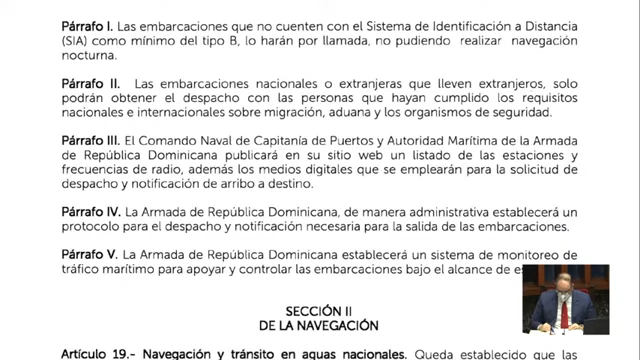 Párrafo I. Las embarcaciones que no cuenten con el Sistema de Identificación a Distancia
(SIA) como mínimo del tipo B, lo harán por llamada, no pudiendo realizar navegación
nocturna.
Párrafo II. Las embarcaciones nacionales o extranjeras que lleven extranjeros, solo
podrán obtener el despacho con las personas que hayan cumplido los requisitos
nacionales e internacionales sobre migración, aduana y los organismos de seguridad.
Párrafo III. El Comando Naval de Capitanía de Puertos y Autoridad Marítima de la Armada
de República Dominicana publicará en su sitio web un listado de las estaciones y
frecuencias de radio, además los medios digitales que se emplearán para la solicitud de
despacho y notificación de arribo a destino.
Párrafo IV. La Armada de República Dominicana, de manera administrativa establecerá un
protocolo para el despacho y notificación necesaria para la salida de las embarcaciones.
Párrafo V. La Armada de República Dominicana establecerá un sistema de monitoreo de
tráfico marítimo para apoyar y controlar las embarcaciones bajo el alcance de
SECCIÓN II
DE LA NAVEGACIÓN
Artículo 19.- Navegación y tránsito en aguas nacionales. Queda establecido que las